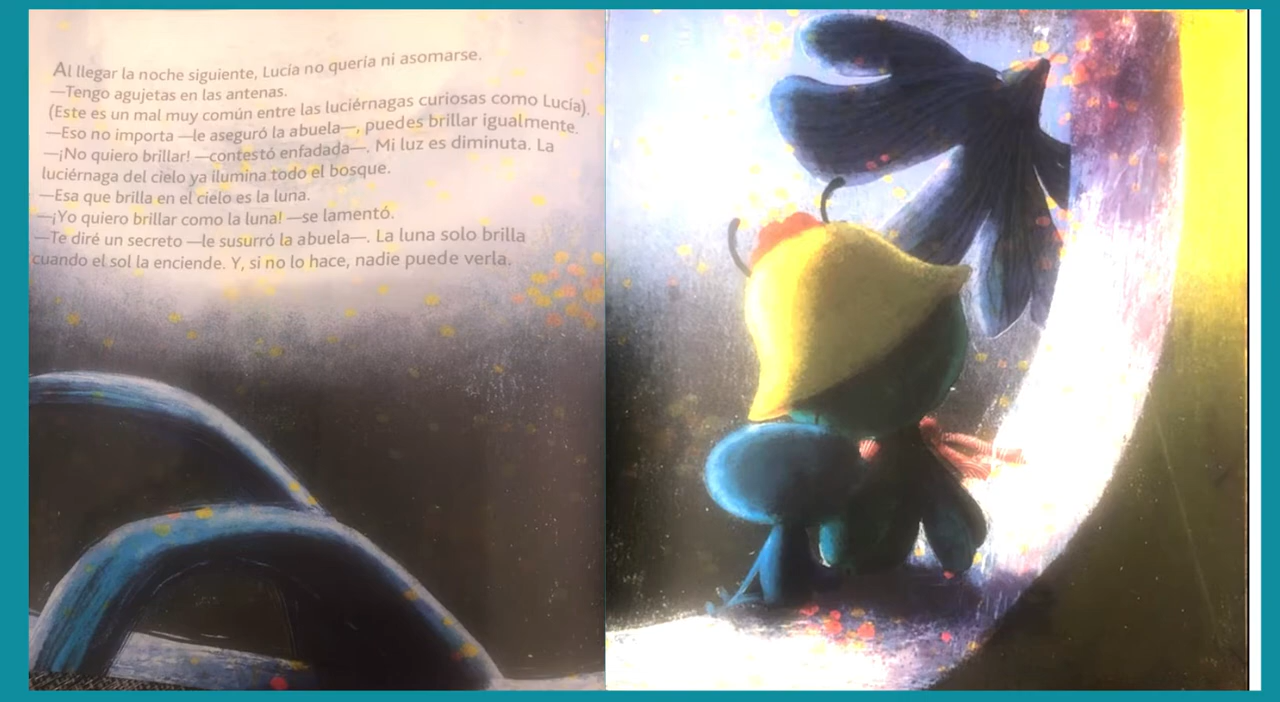 Al llegar la noche siguiente, Lucía no quería ni asomarse.
—Tengo agujetas en las antenas.
(Este es un mal muy común entre las luciérnagas curiosas como Lucía).
—Eso no importa —le aseguró la abuela—, puedes brillar igualmente.
—¡No quiero brillar! —contestó enfadada—. Mi luz es diminuta. La
luciérnaga del cielo ya ilumina todo el bosque.
—Esa que brilla en el cielo es la luna.
—¡Yo quiero brillar como la luna! —se lamentó.
—Te diré un secreto —le susurró la abuela—. La luna solo brilla
cuando el sol la enciende. Y, si no lo hace, nadie puede verla.